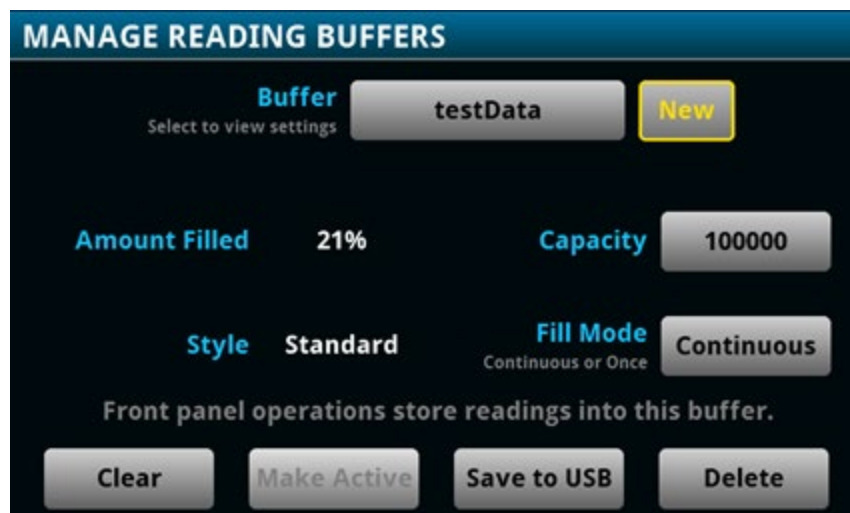 MANAGE READING BUFFERS
Buffer
Select to view settings
testData
New
Amount Filled
21%
Capacity
100000
Style
Standard
Fill Mode
Continuous or Once
Continuous
Front panel operations store readings into this buffer.
Clear
Make Active
Save to USB
Delete